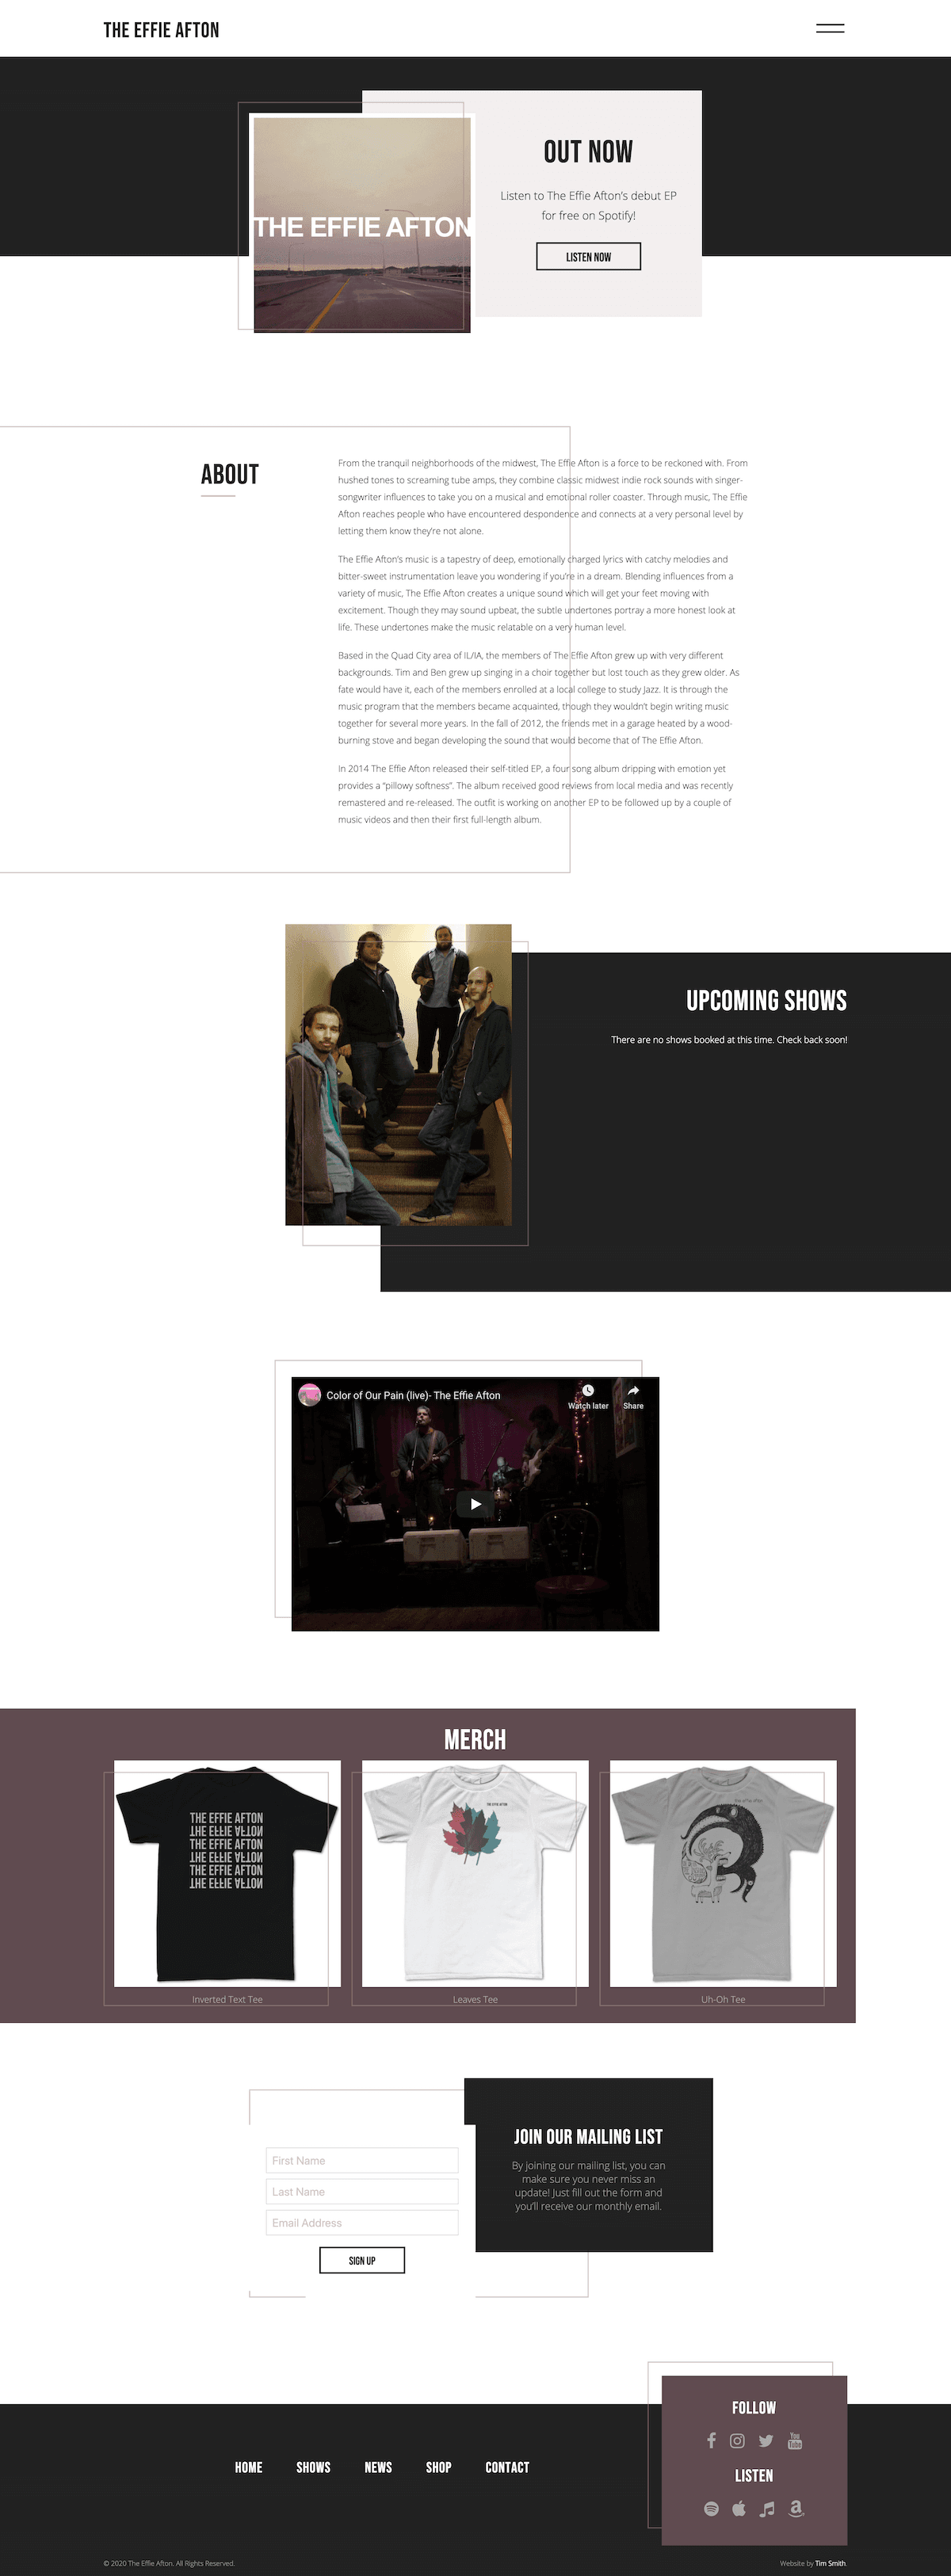 THE EFFIE AFTON
THE EFFIE AFTON
OUT NOW
Listen to The Effie Afton's debut EP
for free on Spotify!
LISTEN NOW
ABOUT
From the tranquil neighborhoods of the midwest, The Effie Afton is a force to be reckoned with. From
hushed tones to screaming tube amps, they combine classic midwest indie rock sounds with singer-
songwriter influences to take you on a musical and emotional roller coaster. Through music, The Effie
Afton reaches people who have encountered despondence and connects at a very personal level by
letting them know they're not alone.
The Effie Afton's music is a tapestry of deep, emotionally charged lyrics with catchy melodies and
bitter-sweet instrumentation leave you wondering if you're in a dream. Blending influences from a
variety of music, The Effie Afton creates a unique sound which will get your feet moving with
excitement. Though they may sound upbeat, the subtle undertones portray a more honest look at
life. These undertones make the music relatable on a very human level.
Based in the Quad City area of IL/IA, the members of The Effie Afton grew up with very different
backgrounds. Tim and Ben grew up singing in a choir together but lost touch as they grew older. As
fate would have it, each of the members enrolled at a local college to study Jazz. It is through the
music program that the members became acquainted, though they wouldn't begin writing music
together for several more years. In the fall of 2012, the friends met in a garage heated by a wood-
burning stove and began developing the sound that would become that of The Effie Afton.
In 2014 The Effie Afton released their self-titled EP, a four song album dripping with emotion yet
provides a “pillowy softness”. The album received good reviews from local media and was recently
remastered and re-released. The outfit is working on another EP to be followed up by a couple of
music videos and then their first full-length album.
UPCOMING SHOWS
There are no shows booked at this time. Check back soon!
Color of Our Pain (live)- The Effie Afton
Watch later
Share
MERCH
THE EFFIE AFTON
THE EFFIE AFTON
THE EFFIE AFTON
THE EFFIE AFTON
THE EFFIE AFTON
THE EFFIE AFTON
THE EFFIE AFTON
the effie afton
Inverted Text Tee
Leaves Tee
Uh-Oh Tee
First Name
Last Name
Email Address
SIGN UP
JOIN OUR MAILING LIST
By joining our mailing list, you can
make sure you never miss an
update! Just fill out the form and
you'll receive our monthly email.
FOLLOW
You
Tube
LISTEN
HOME
SHOWS
NEWS
SHOP
CONTACT
© 2020 The Effie Afton. All Rights Reserved.
Website by Tim Smith.